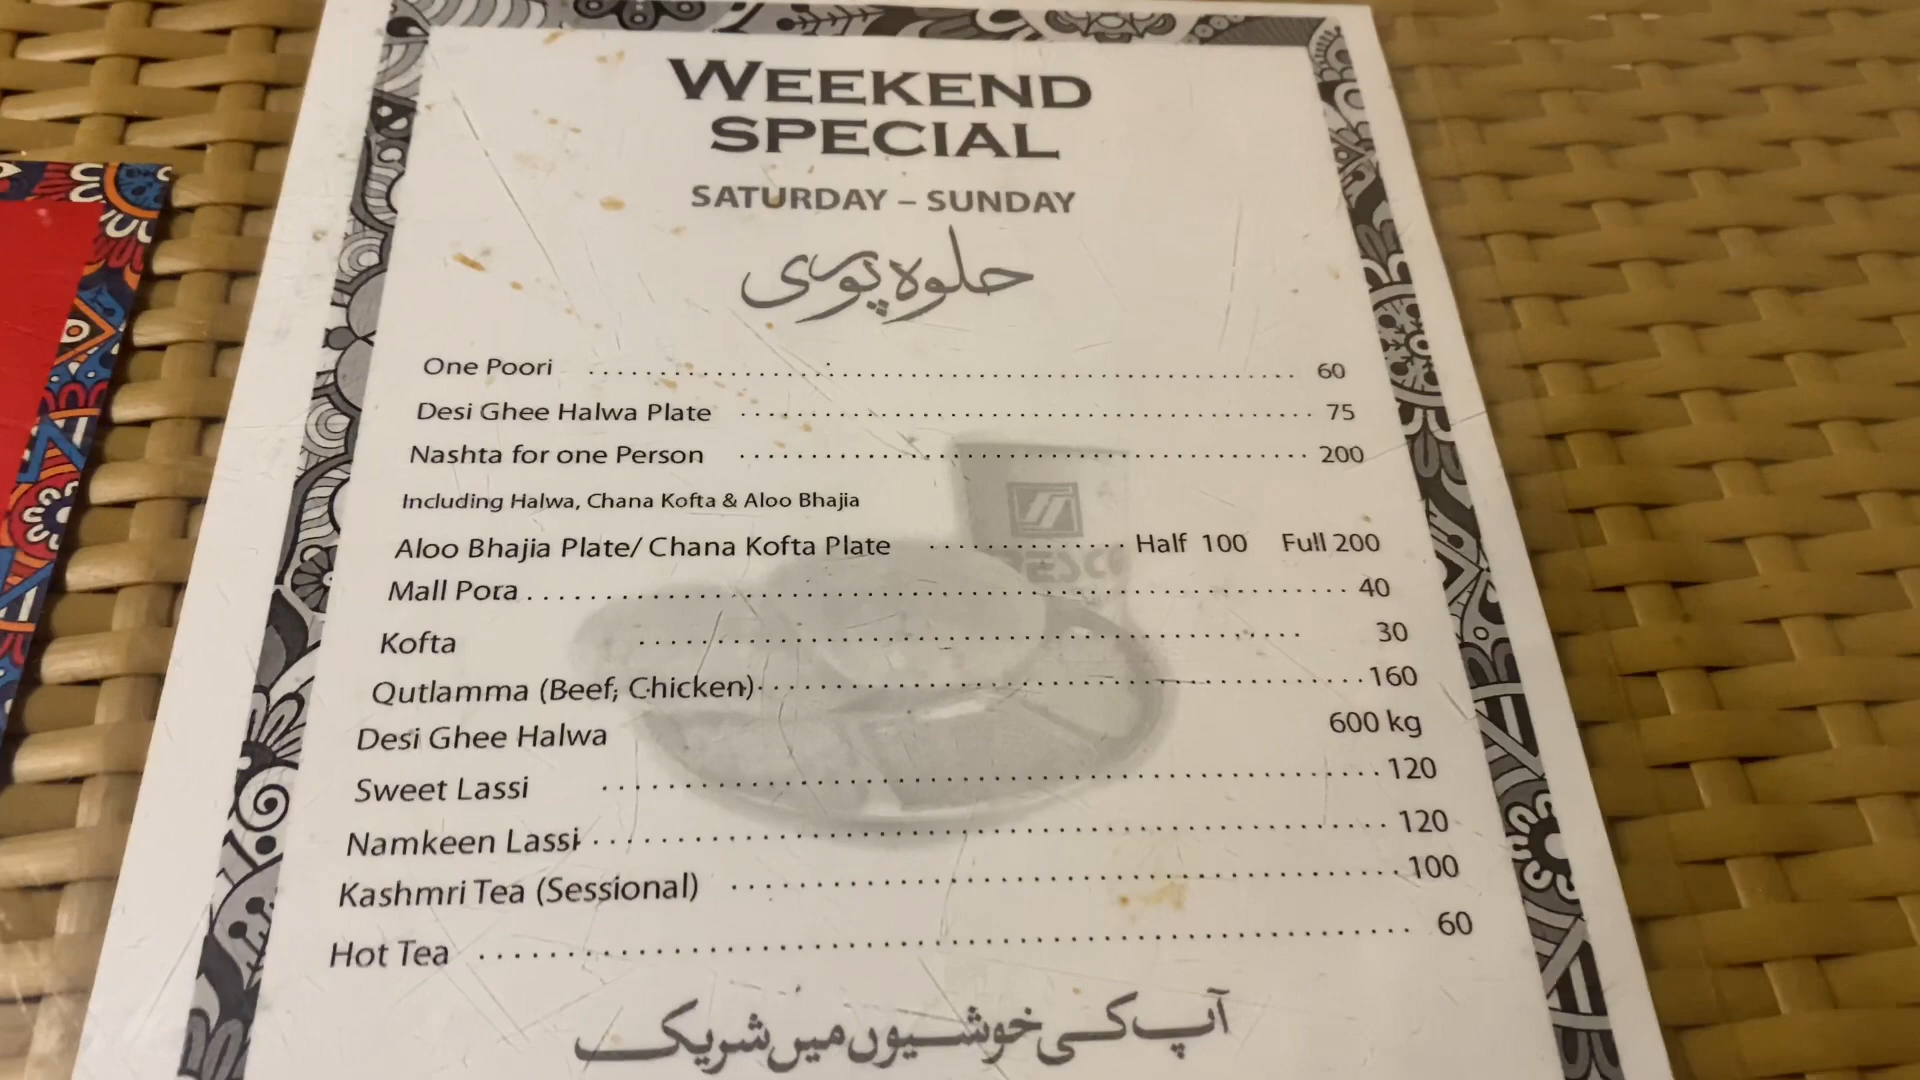 WEEKEND
SPECIAL
SATURDAY – SUNDAY
حلوہ پوری
One Poori 60
Desi Ghee Halwa Plate 75
Nashta for one Person 200
Including Halwa, Chana Kofta & Aloo Bhajia
Aloo Bhajia Plate/ Chana Kofta Plate Half 100 Full 200
Mall Pora 40
Kofta 30
Qutlamma (Beef, Chicken) 160
Desi Ghee Halwa 600 kg
Sweet Lassi 120
Namkeen Lassi 120
Kashmri Tea (Sessional) 100
Hot Tea 60
آپ کی خوشیوں میں شریک